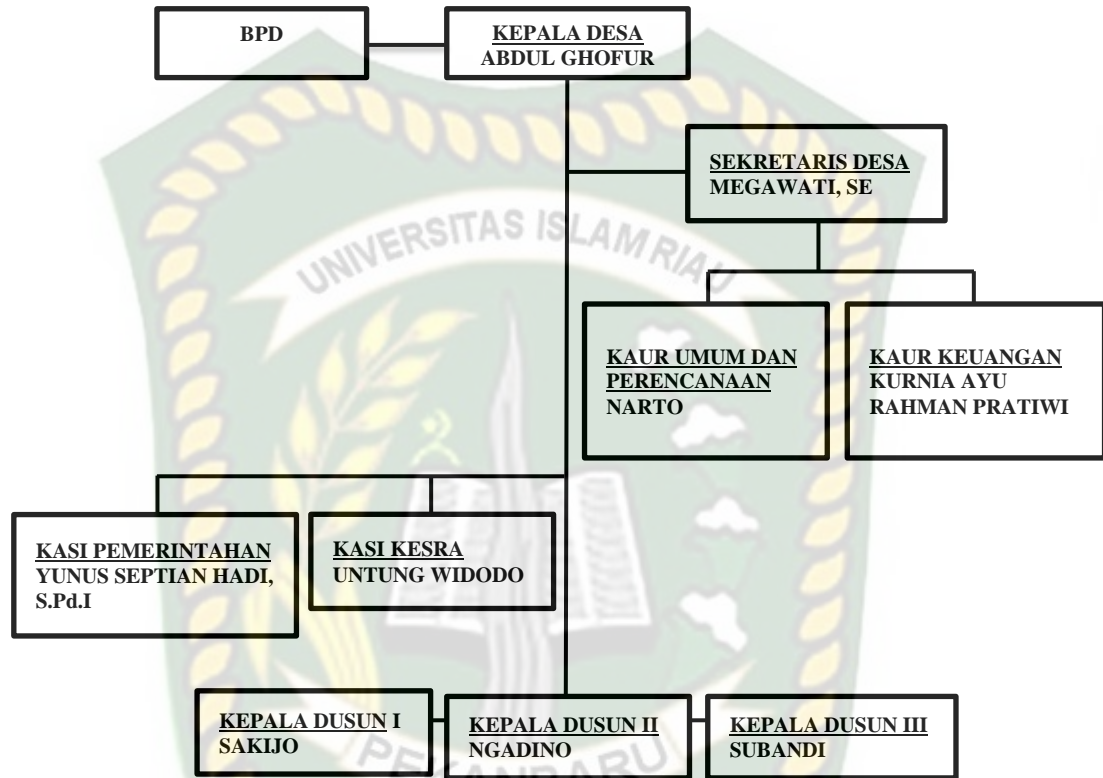 BPD
KEPALA DESA
ABDUL GHOFUR
SEKRETARIS DESA
MEGAWATI, SE
UNIVERSITAS ISLAM RIAU
KAUR UMUM DAN
PERENCANAAN
NARTO
KAUR KEUANGAN
KURNIA AYU
RAHMAN PRATIWI
KASI PEMERINTAHAN
YUNUS SEPTIAN HADI,
S.Pd.I
KASI KESRA
UNTUNG WIDODO
KEPALA DUSUN I
SAKIJO
KEPALA DUSUN II
NGADINO
KEPALA DUSUN III
SUBANDI
PEKANBARU